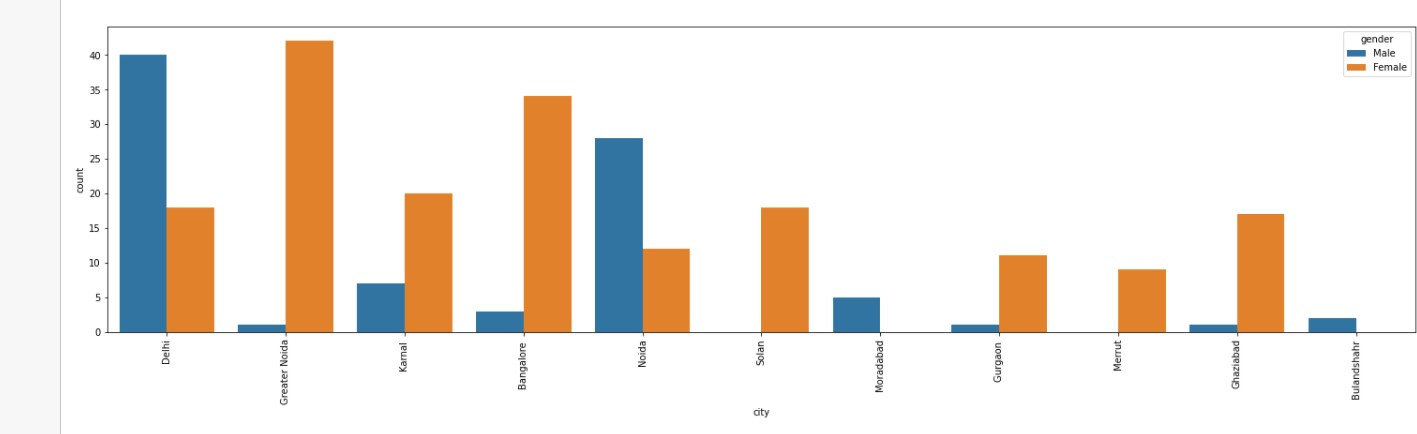 gender
Male
Female
count
40
35
30
25
20
15
10
5
0
Delhi
Greater Noida
Karnal
Bangalore
Noida
Solan
Moradabad
Gurgaon
Merrut
Ghaziabad
Bulandshahr
city